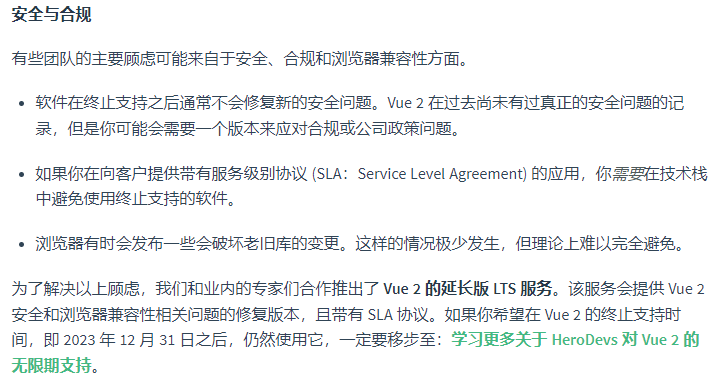 安全与合规
有些团队的主要顾虑可能来自于安全、合规和浏览器兼容性方面。
• 软件在终止支持之后通常不会修复新的安全问题。Vue 2 在过去尚未有过真正的安全问题的记
录，但是你可能会需要一个版本来应对合规或公司政策问题。
• 如果你在向客户提供带有服务级别协议 (SLA：Service Level Agreement) 的应用，你需要在技术栈
中避免使用终止支持的软件。
• 浏览器有时会发布一些会破坏老旧库的变更。这样的情况极少发生，但理论上难以完全避免。
为了解决以上顾虑，我们和业内的专家们合作推出了 Vue 2 的延长版 LTS 服务。该服务会提供 Vue 2
安全和浏览器兼容性相关问题的修复版本，且带有 SLA 协议。如果你希望在 Vue 2 的终止支持时
间，即 2023 年 12 月 31 日之后，仍然使用它，一定要移步至：学习更多关于 HeroDevs 对 Vue 2 的
无限期支持。